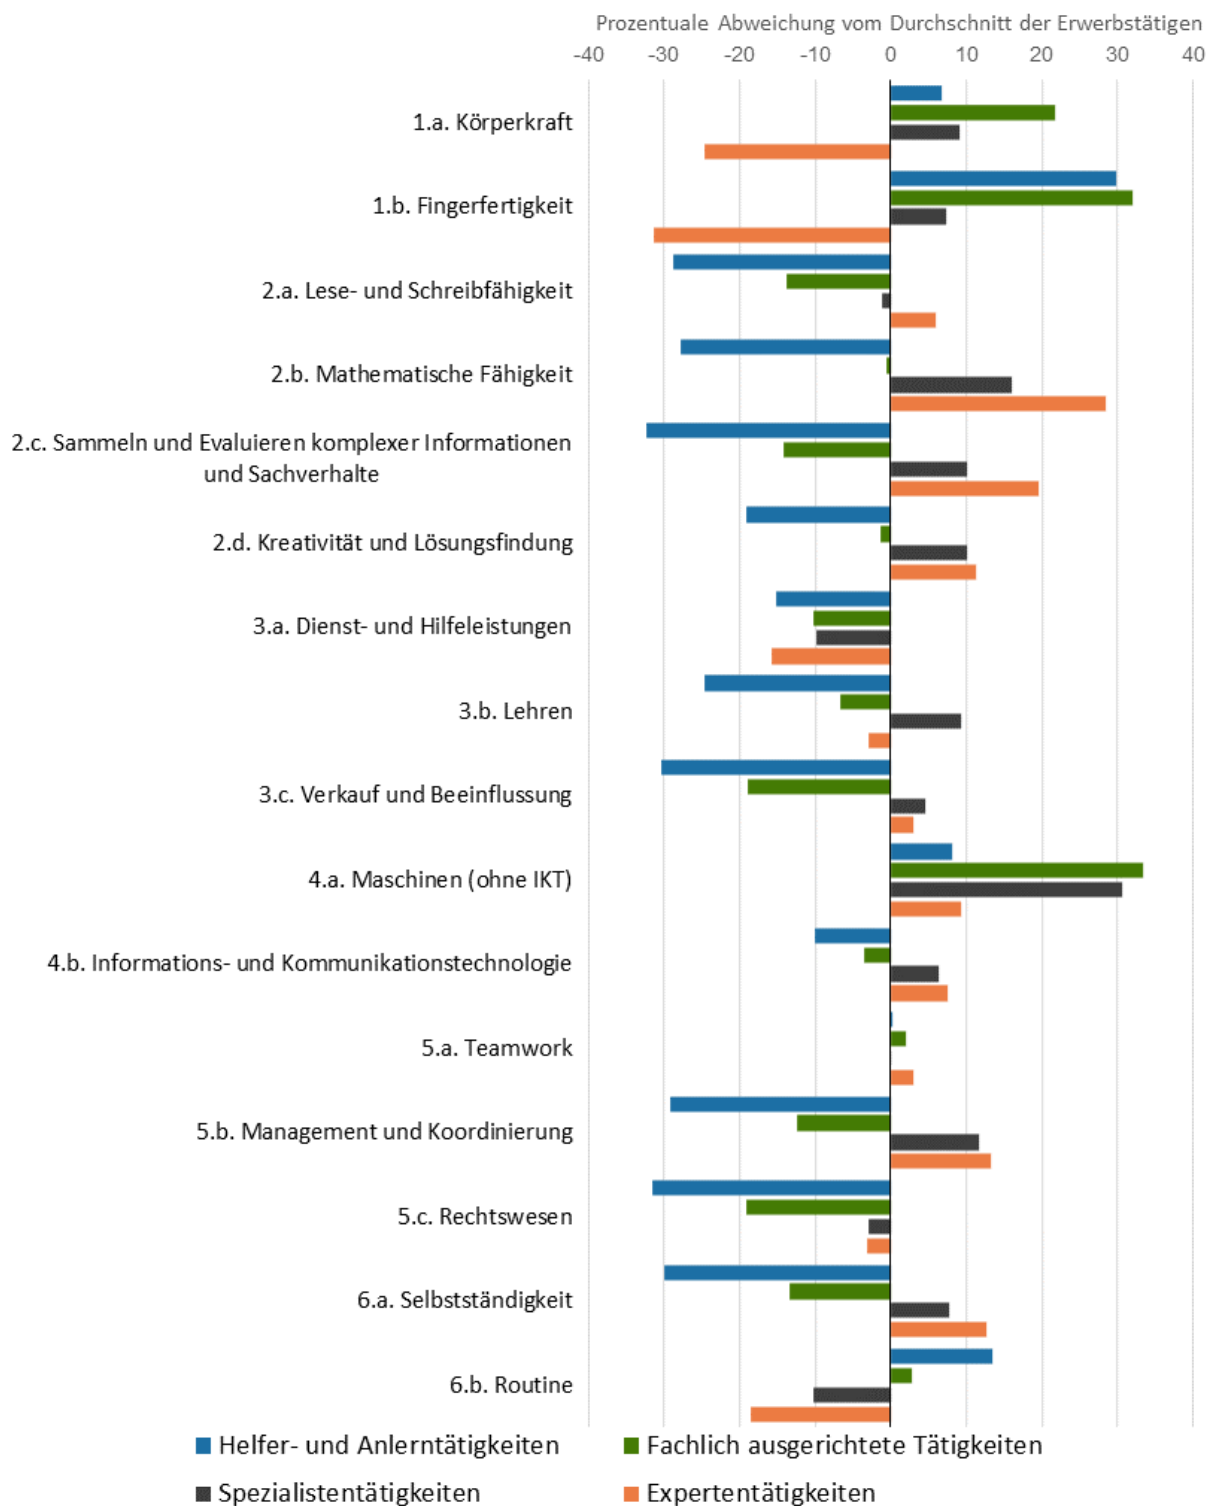 Prozentuale Abweichung vom Durchschnitt der Erwerbstätigen
-40 -30 -20 -10 0 10 20 30 40
1.a. Körperkraft
1.b. Fingerfertigkeit
2.a. Lese- und Schreibfähigkeit
2.b. Mathematische Fähigkeit
2.c. Sammeln und Evaluieren komplexer Informationen
und Sachverhalte
2.d. Kreativität und Lösungsfindung
3.a. Dienst- und Hilfeleistungen
3.b. Lehren
3.c. Verkauf und Beeinflussung
4.a. Maschinen (ohne IKT)
4.b. Informations- und Kommunikationstechnologie
5.a. Teamwork
5.b. Management und Koordinierung
5.c. Rechtswesen
6.a. Selbstständigkeit
6.b. Routine
Helfer- und Anlerntätigkeiten Fachlich ausgerichtete Tätigkeiten
Spezialistentätigkeiten Expertentätigkeiten